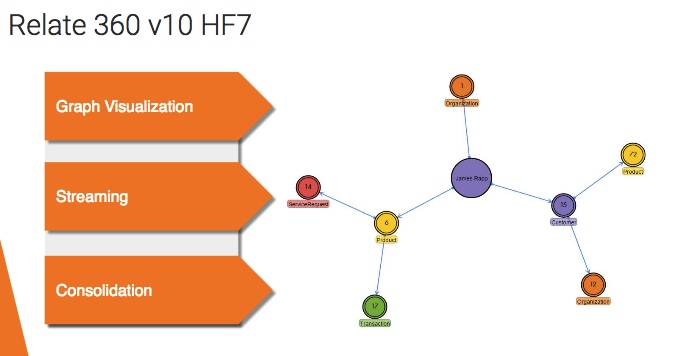 Relate 360 v10 HF7
Graph Visualization
Streaming
Consolidation
1
Organization
James Rapp
72
Product
14
ServiceRequest
15
Customer
6
Product
12
Organization
17
Transaction